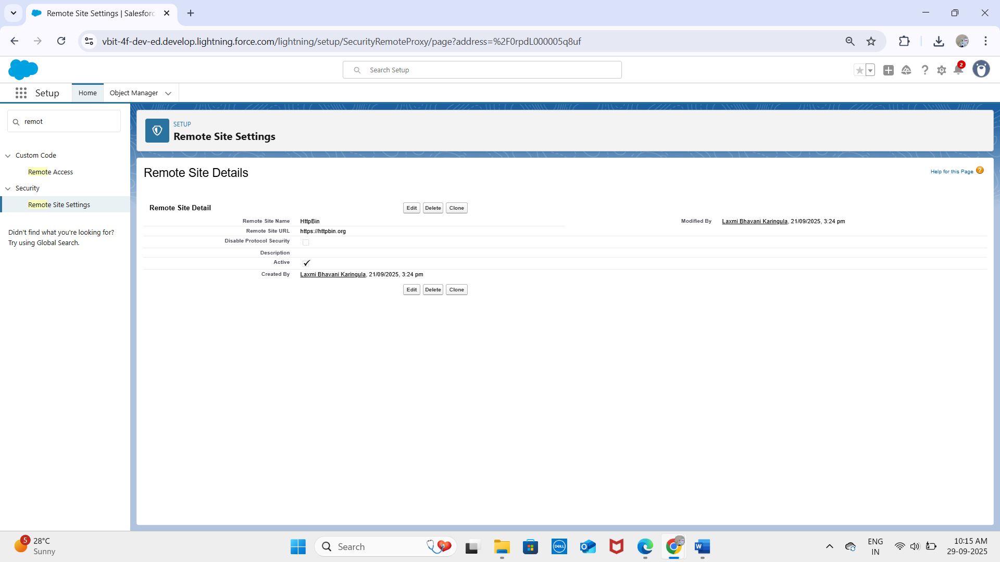 Remote Site Settings | Salesforc
vbit-4f-dev-ed.develop.lightning.force.com/lightning/setup/SecurityRemoteProxy/page?address=%2F0rpdL000005q8uf
Search Setup
2
Setup
Home
Object Manager
remot
Custom Code
Remote Access
Security
Remote Site Settings
Didn't find what you're looking for?
Try using Global Search.
SETUP
Remote Site Settings
Remote Site Details
Help for this Page ?
Remote Site Detail
Edit Delete Clone
Remote Site Name HttpBin
Modified By Laxmi Bhavani Karingula, 21/09/2025, 3:24 pm
Remote Site URL https://httpbin.org
Disable Protocol Security
Description
Active
Created By Laxmi Bhavani Karingula, 21/09/2025, 3:24 pm
Edit Delete Clone
5
28°C
Sunny
Search
DELL
W
ENG
IN
10:15 AM
29-09-2025